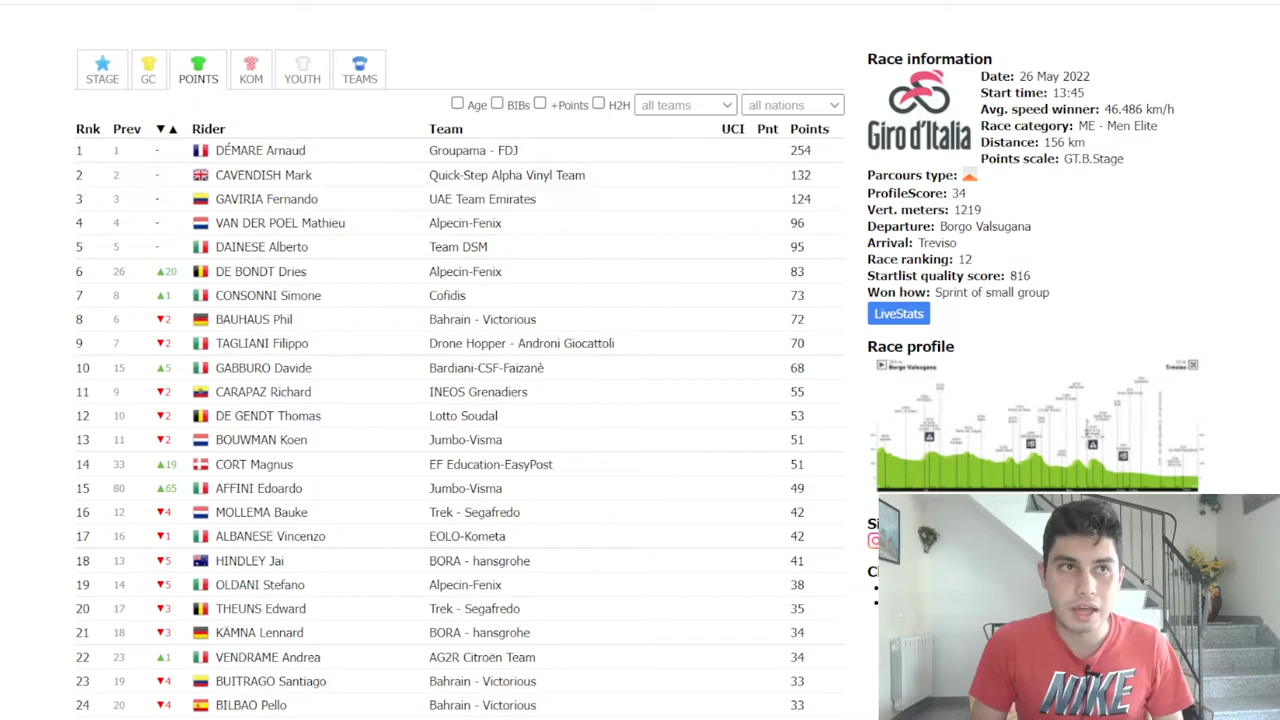 STAGE GC POINTS KOM YOUTH TEAMS
Age BIBs +Points H2H all teams all nations
Rnk Prev ▼▲ Rider Team UCI Pnt Points
1 1 - DÉMARE Arnaud Groupama - FDJ 254
2 2 - CAVENDISH Mark Quick-Step Alpha Vinyl Team 132
3 3 - GAVIRIA Fernando UAE Team Emirates 124
4 4 - VAN DER POEL Mathieu Alpecin-Fenix 96
5 5 - DAINESE Alberto Team DSM 95
6 26 ▲20 DE BONDT Dries Alpecin-Fenix 83
7 8 ▲1 CONSONNI Simone Cofidis 73
8 6 ▼2 BAUHAUS Phil Bahrain - Victorious 72
9 7 ▼2 TAGLIANI Filippo Drone Hopper - Androni Giocattoli 70
10 15 ▲5 GABBURO Davide Bardiani-CSF-Faizanè 68
11 9 ▼2 CARAPAZ Richard INEOS Grenadiers 55
12 10 ▼2 DE GENDT Thomas Lotto Soudal 53
13 11 ▼2 BOUWMAN Koen Jumbo-Visma 51
14 33 ▲19 CORT Magnus EF Education-EasyPost 51
15 80 ▲65 AFFINI Edoardo Jumbo-Visma 49
16 12 ▼4 MOLLEMA Bauke Trek - Segafredo 42
17 16 ▼1 ALBANESE Vincenzo EOLO-Kometa 42
18 13 ▼5 HINDLEY Jai BORA - hansgrohe 41
19 14 ▼5 OLDANI Stefano Alpecin-Fenix 38
20 17 ▼3 THEUNS Edward Trek - Segafredo 35
21 18 ▼3 KÄMNA Lennard BORA - hansgrohe 34
22 23 ▲1 VENDRAME Andrea AG2R Citroën Team 34
23 19 ▼4 BUITRAGO Santiago Bahrain - Victorious 33
24 20 ▼4 BILBAO Pello Bahrain - Victorious 33
Race information
Giro d'Italia
Date: 26 May 2022
Start time: 13:45
Avg. speed winner: 46.486 km/h
Race category: ME - Men Elite
Distance: 156 km
Points scale: GT.B.Stage
Parcours type:
ProfileScore: 34
Vert. meters: 1219
Departure: Borgo Valsugana
Arrival: Treviso
Race ranking: 12
Startlist quality score: 816
Won how: Sprint of small group
LiveStats
Race profile
Borgo Valsugana Treviso
NIKE